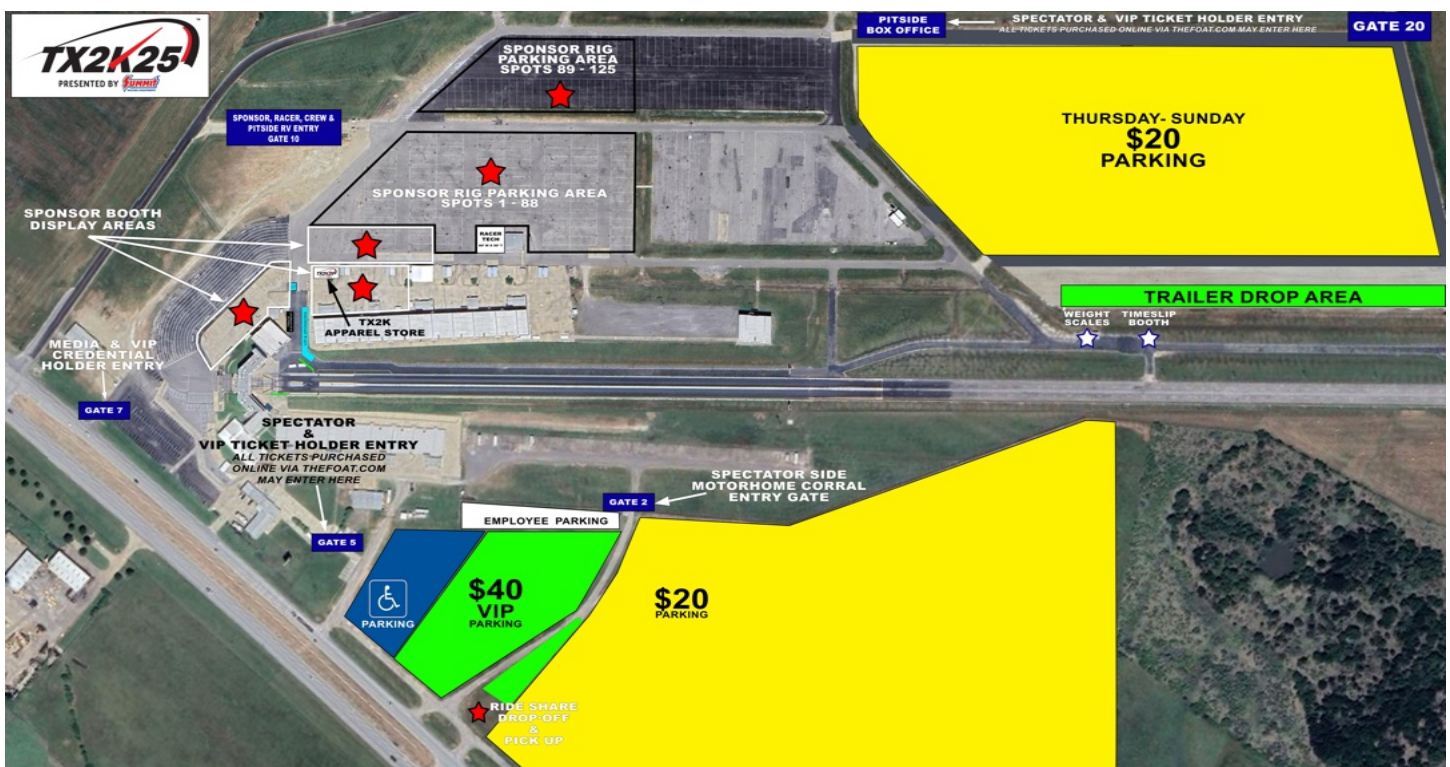 TX2K25
PRESENTED BY SUMMIT
SPONSOR RIG
PARKING AREA
SPOTS 89 - 125
PITSIDE
BOX OFFICE
SPECTATOR & VIP TICKET HOLDER ENTRY
ALL TICKETS PURCHASED ONLINE VIA THEFOAT.COM MAY ENTER HERE
GATE 20
SPONSOR, RACER, CREW &
PITSIDE RV ENTRY
GATE 10
THURSDAY- SUNDAY
$20
PARKING
SPONSOR RIG PARKING AREA
SPOTS 1 - 88
SPONSOR BOOTH
DISPLAY AREAS
RACER
TECH
TX2K
APPAREL STORE
TRAILER DROP AREA
WEIGHT
SCALES
TIMESLIP
BOOTH
MEDIA & VIP
CREDENTIAL
HOLDER ENTRY
GATE 7
SPECTATOR
&
VIP TICKET HOLDER ENTRY
ALL TICKETS PURCHASED
ONLINE VIA THEFOAT.COM
MAY ENTER HERE
GATE 5
SPECTATOR SIDE
MOTORHOME CORRAL
ENTRY GATE
GATE 2
EMPLOYEE PARKING
PARKING
$40
VIP
PARKING
$20
PARKING
RIDE SHARE
DROP-OFF
&
PICK UP